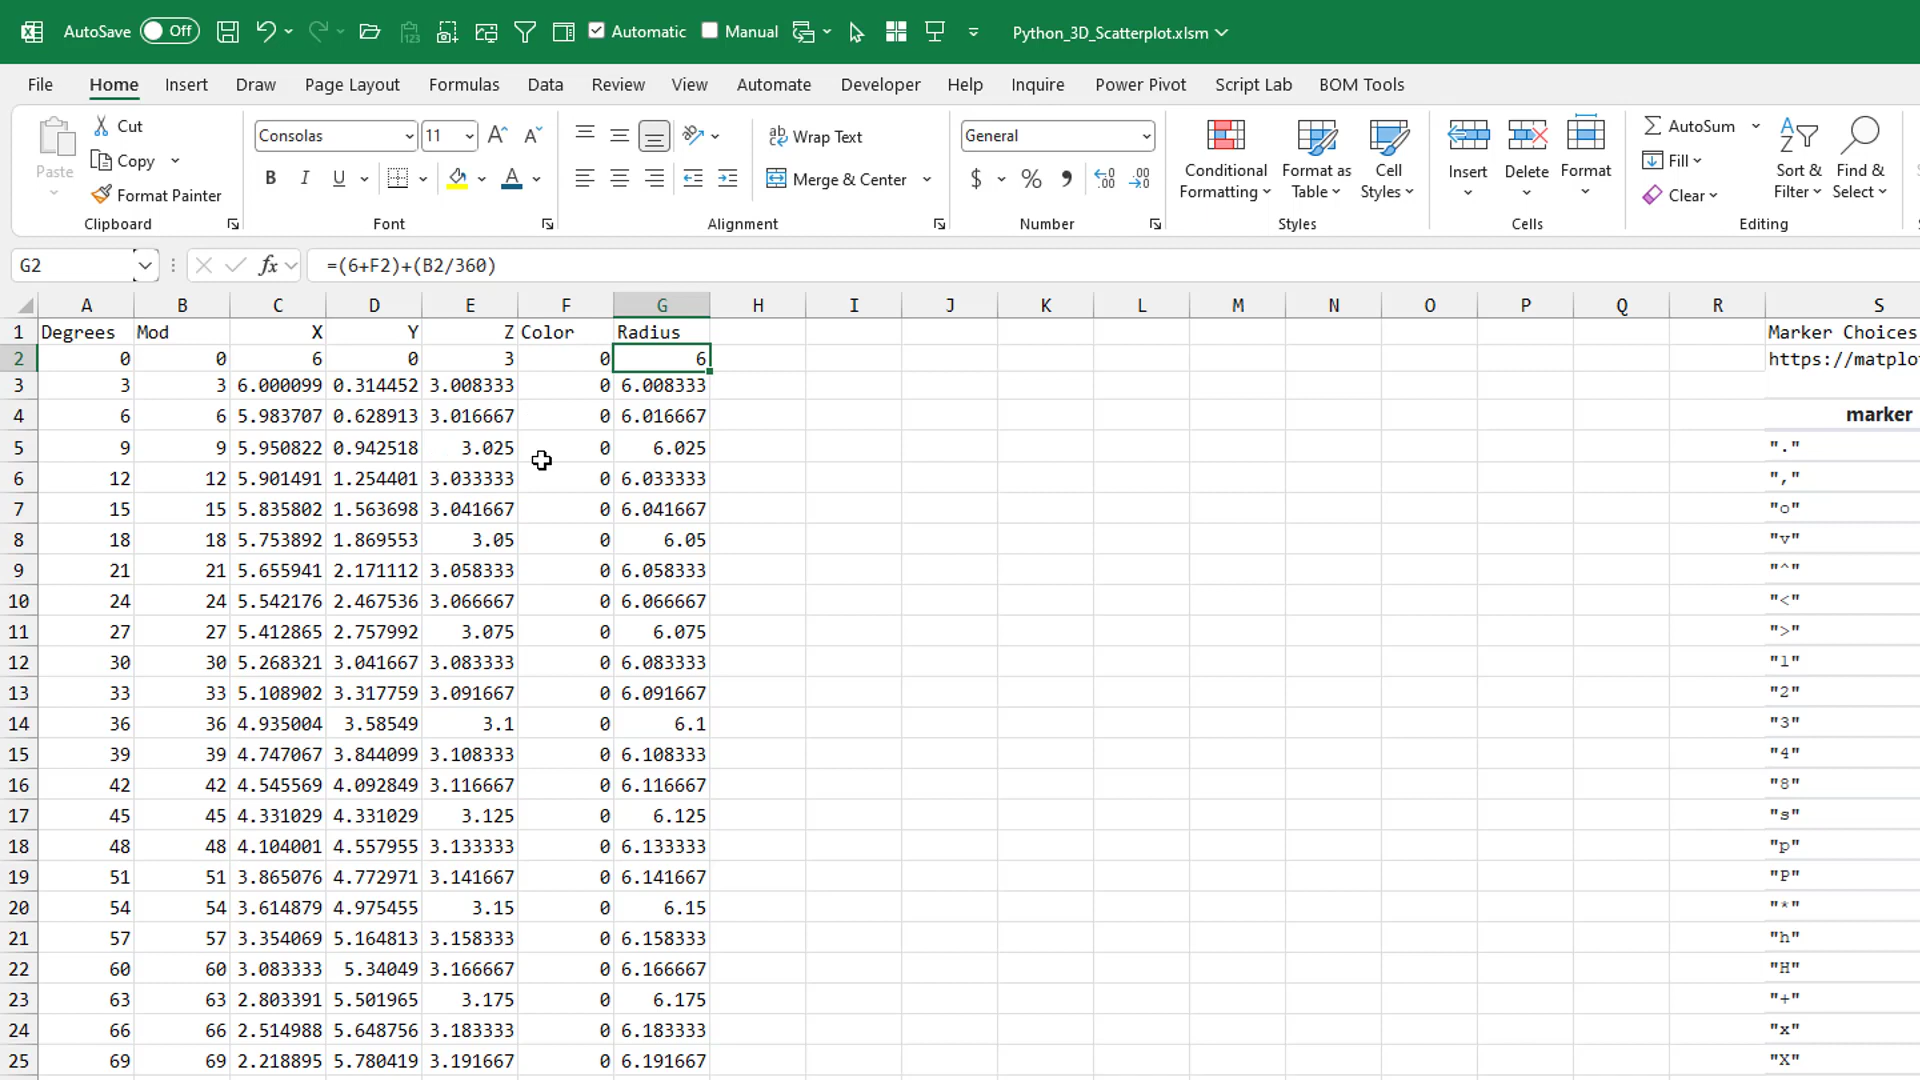 AutoSave Off Automatic Manual Python_3D_Scatterplot.xlsm
File Home Insert Draw Page Layout Formulas Data Review View Automate Developer Help Inquire Power Pivot Script Lab BOM Tools
Paste Cut Copy Format Painter Clipboard
Consolas 11 B I U A Font
Wrap Text Merge & Center Alignment
General $ % Number
Conditional Formatting Format as Table Cell Styles Styles
Insert Delete Format Cells
AutoSum Fill Clear Sort & Filter Find & Select Editing
G2 fx =(6+F2)+(B2/360)
A B C D E F G H I J K L M N O P Q R S
1 Degrees Mod X Y Z Color Radius Marker Choices
2 0 0 6 0 3 0 6 https://matplo
3 3 3 6.000099 0.314452 3.008333 0 6.008333
4 6 6 5.983707 0.628913 3.016667 0 6.016667 marker
5 9 9 5.950822 0.942518 3.025 0 6.025 "."
6 12 12 5.901491 1.254401 3.033333 0 6.033333 ","
7 15 15 5.835802 1.563698 3.041667 0 6.041667 "o"
8 18 18 5.753892 1.869553 3.05 0 6.05 "v"
9 21 21 5.655941 2.171112 3.058333 0 6.058333 "^"
10 24 24 5.542176 2.467536 3.066667 0 6.066667 "<"
11 27 27 5.412865 2.757992 3.075 0 6.075 ">"
12 30 30 5.268321 3.041667 3.083333 0 6.083333 "1"
13 33 33 5.108902 3.317759 3.091667 0 6.091667 "2"
14 36 36 4.935004 3.58549 3.1 0 6.1 "3"
15 39 39 4.747067 3.844099 3.108333 0 6.108333 "4"
16 42 42 4.545569 4.092849 3.116667 0 6.116667 "8"
17 45 45 4.331029 4.331029 3.125 0 6.125 "s"
18 48 48 4.104001 4.557955 3.133333 0 6.133333 "p"
19 51 51 3.865076 4.772971 3.141667 0 6.141667 "P"
20 54 54 3.614879 4.975455 3.15 0 6.15 "*"
21 57 57 3.354069 5.164813 3.158333 0 6.158333 "h"
22 60 60 3.083333 5.34049 3.166667 0 6.166667 "H"
23 63 63 2.803391 5.501965 3.175 0 6.175 "+"
24 66 66 2.514988 5.648756 3.183333 0 6.183333 "x"
25 69 69 2.218895 5.780419 3.191667 0 6.191667 "X"